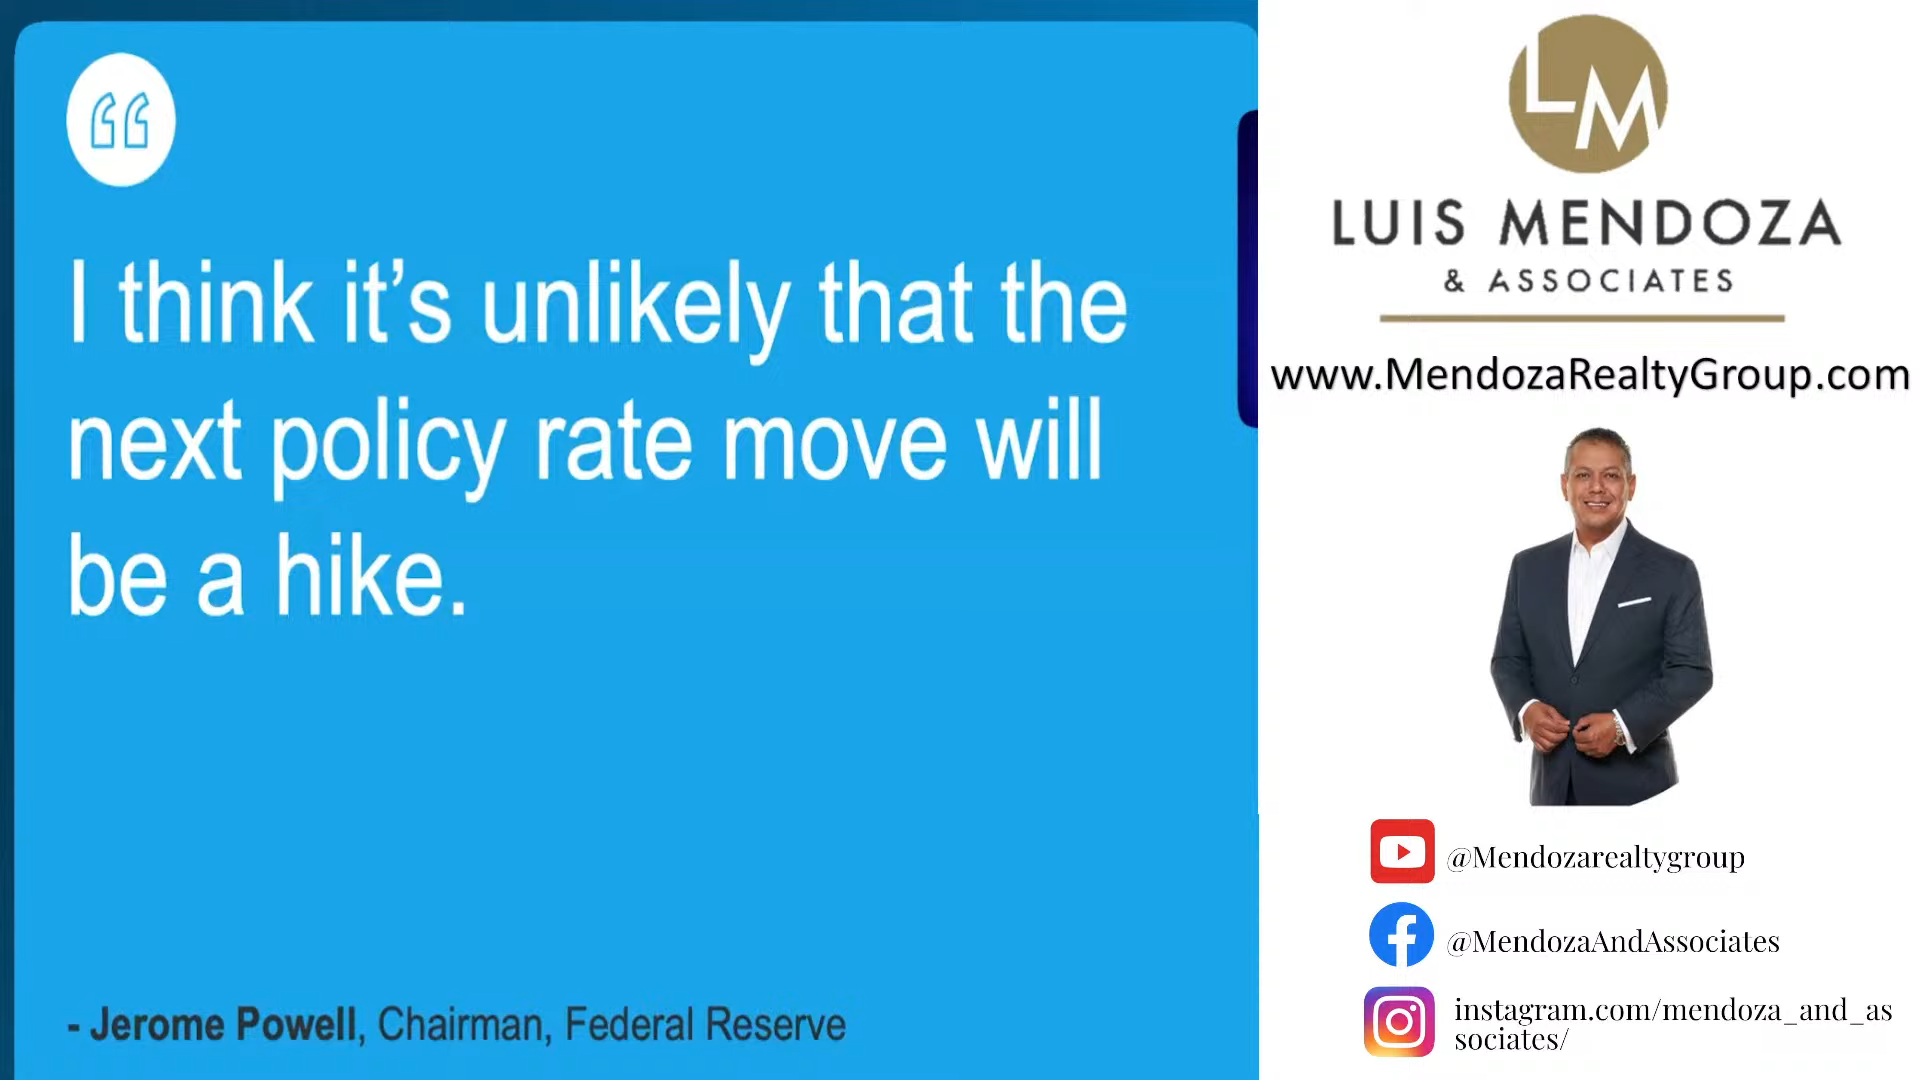 I think it’s unlikely that the
next policy rate move will
be a hike.
- Jerome Powell, Chairman, Federal Reserve
LM
LUIS MENDOZA
& ASSOCIATES
www.MendozaRealtyGroup.com
@Mendozarealtygroup
@MendozaAndAssociates
instagram.com/mendoza_and_as
sociates/